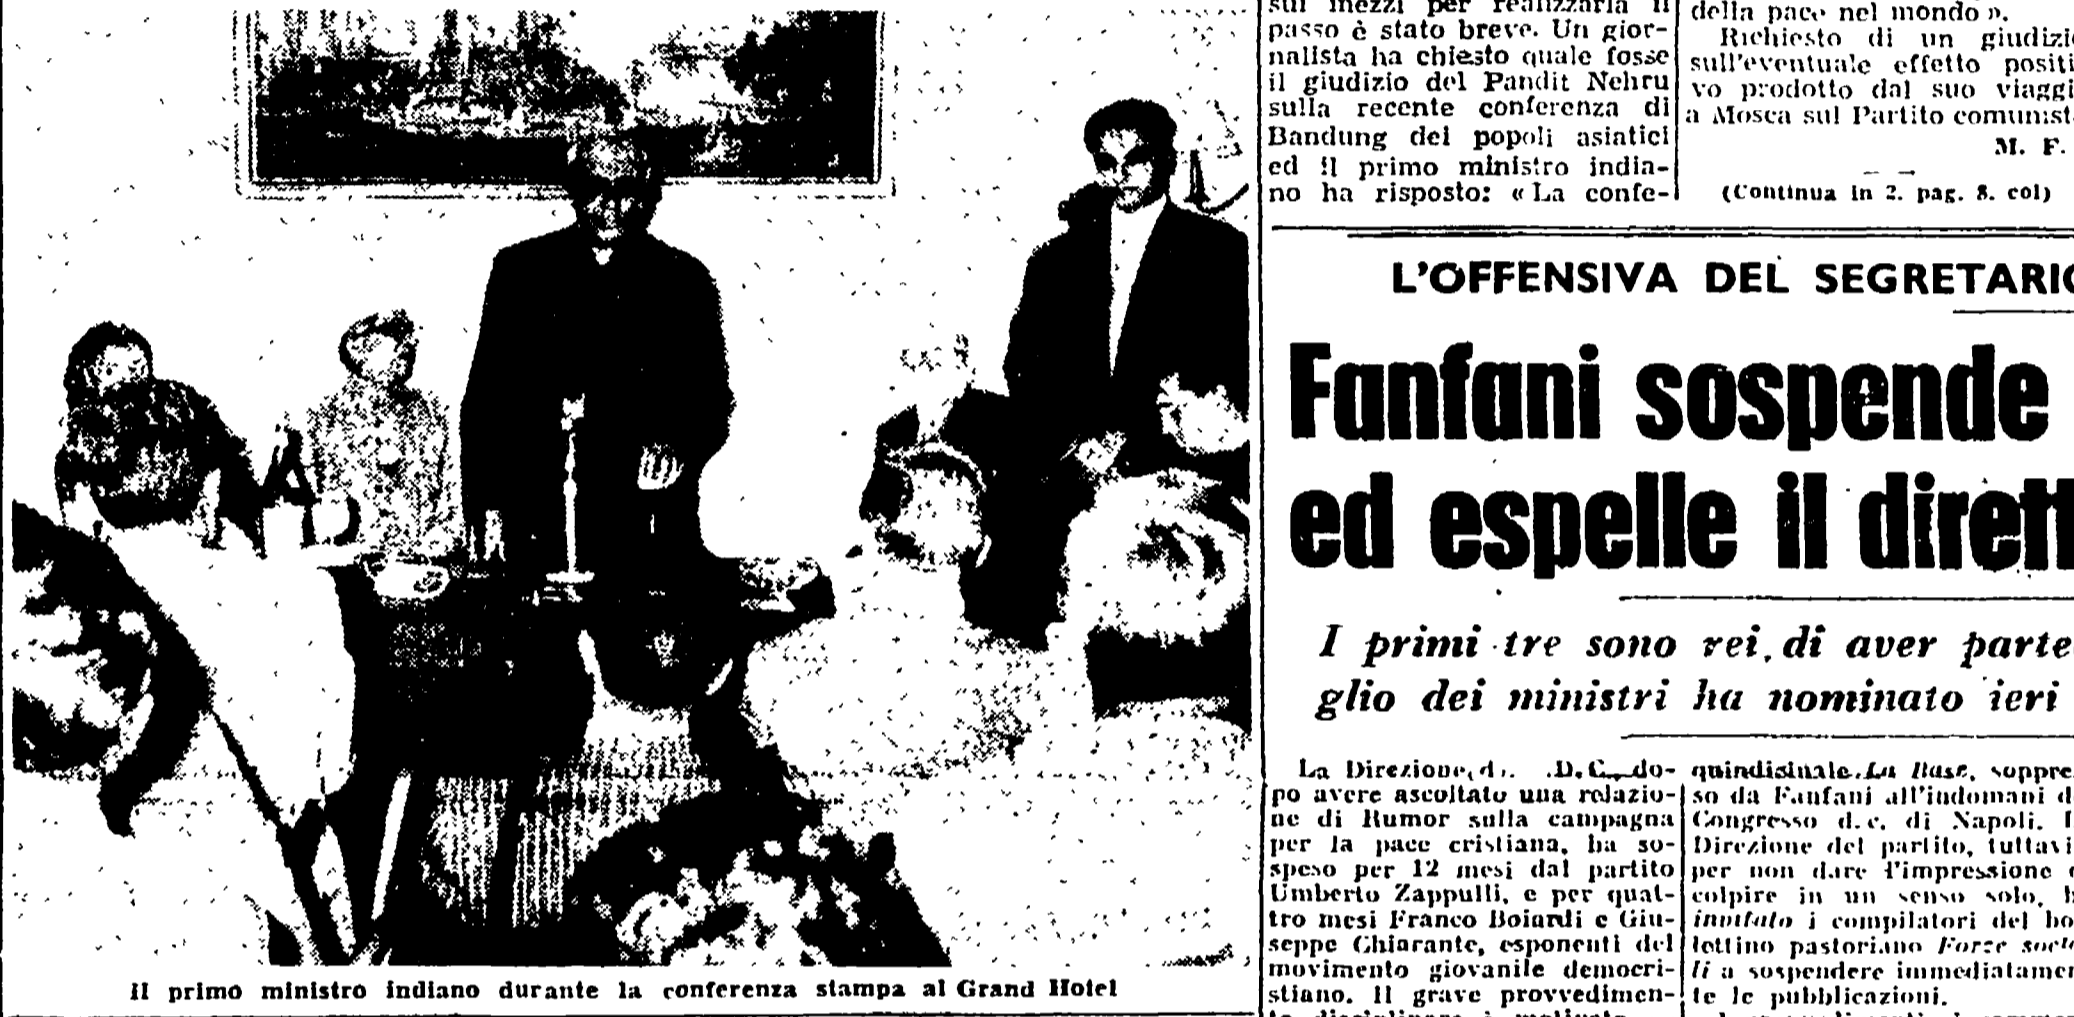 sui mezzi per realizzarla il
passo è stato breve. Un gior-
nalista ha chiesto quale fosse
il giudizio del Pandit Nehru
sulla recente conferenza di
Bandung dei popoli asiatici
ed il primo ministro india-
no ha risposto: « La confe-
della pace nel mondo ».
Richiesto di un giudizio
sull'eventuale effetto positi-
vo prodotto dal suo viaggi
a Mosca sul Partito comunist
M. F.
(Continua in 2. pag. 8. col)
L'OFFENSIVA DEL SEGRETARIO
Fanfani sospende
ed espelle il dirett
I primi tre sono rei di aver parte
glio dei ministri ha nominato ieri
La Direzione D.C. do-
po avere ascoltato una relazio-
ne di Rumor sulla campagna
per la pace cristiana, ha so-
speso per 12 mesi dal partito
Umberto Zappulli, e per quat-
tro mesi Franco Boiardi e Giu-
seppe Chiarante, esponenti del
movimento giovanile democri-
stiano. Il grave provvedimen-
to disciplinare è motivato
quindicinale La Base, soppre
so da Fanfani all'indomani d
Congresso d.c. di Napoli. L
Direzione del partito, tuttavi
per non dare l'impressione
colpire in un senso solo, h
invitato i compilatori del bo
lettino pastoriano Forze socia
li a sospendere immediatamen
te le pubblicazioni.
Il primo ministro indiano durante la conferenza stampa al Grand Hotel